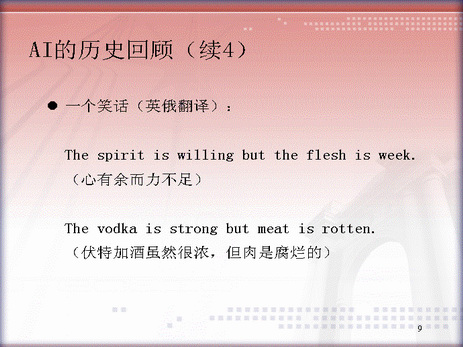 AI的历史回顾（续4）
● 一个笑话（英俄翻译）：
The spirit is willing but the flesh is week.
（心有余而力不足）
The vodka is strong but meat is rotten.
（伏特加酒虽然很浓，但肉是腐烂的）
9